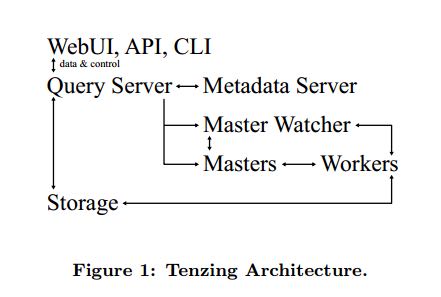 WebUI, API, CLI
data & control
Query Server Metadata Server
Master Watcher
Masters Workers
Storage
Figure 1: Tenzing Architecture.